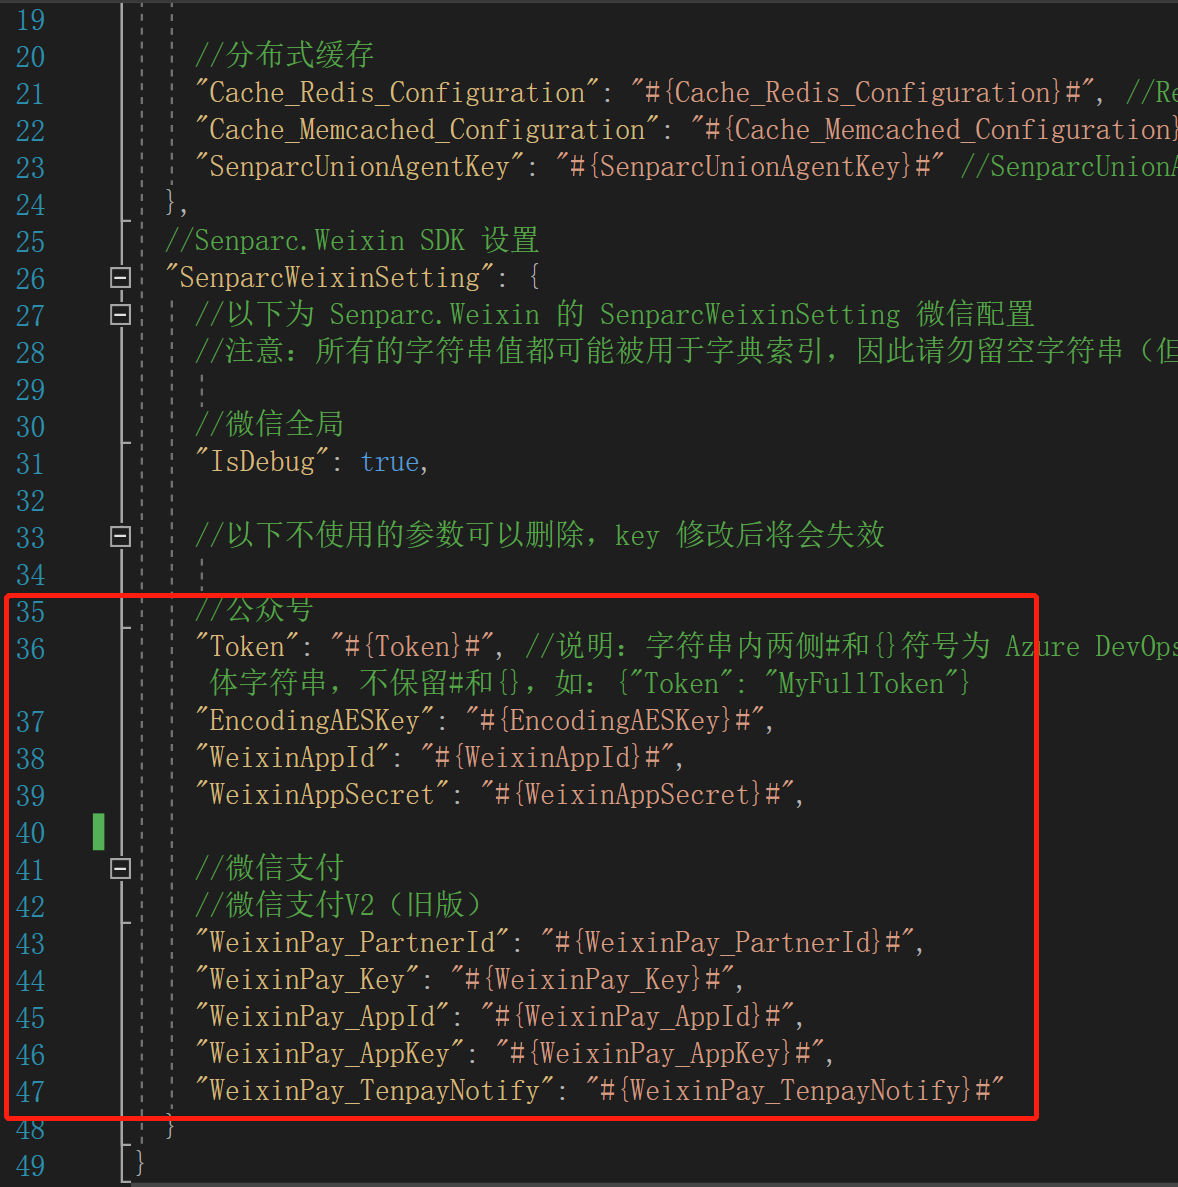 19
20 //分布式缓存
21 "Cache_Redis_Configuration": "#{Cache_Redis_Configuration}#", //Re
22 "Cache_Memcached_Configuration": "#{Cache_Memcached_Configuration}
23 "SenparcUnionAgentKey": "#{SenparcUnionAgentKey}#" //SenparcUnionA
24 },
25 //Senparc.Weixin SDK 设置
26 "SenparcWeixinSetting": {
27 //以下为 Senparc.Weixin 的 SenparcWeixinSetting 微信配置
28 //注意：所有的字符串值都可能被用于字典索引，因此请勿留空字符串（但
29
30 //微信全局
31 "IsDebug": true,
32
33 //以下不使用的参数可以删除，key 修改后将会失效
34
35 //公众号
36 "Token": "#{Token}#", //说明：字符串内两侧#和{}符号为 Azure DevOps
体字符串，不保留#和{}，如：{"Token": "MyFullToken"}
37 "EncodingAESKey": "#{EncodingAESKey}#",
38 "WeixinAppId": "#{WeixinAppId}#",
39 "WeixinAppSecret": "#{WeixinAppSecret}#",
40
41 //微信支付
42 //微信支付V2（旧版）
43 "WeixinPay_PartnerId": "#{WeixinPay_PartnerId}#",
44 "WeixinPay_Key": "#{WeixinPay_Key}#",
45 "WeixinPay_AppId": "#{WeixinPay_AppId}#",
46 "WeixinPay_AppKey": "#{WeixinPay_AppKey}#",
47 "WeixinPay_TenpayNotify": "#{WeixinPay_TenpayNotify}#"
48 }
49 }